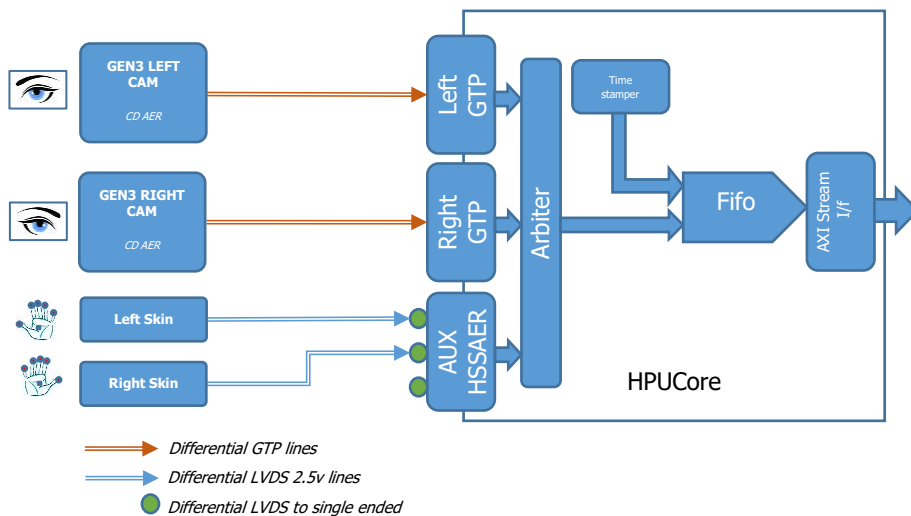 GEN3 LEFT
CAM
CD AER
GEN3 RIGHT
CAM
CD AER
Left Skin
Right Skin
Left
GTP
Right
GTP
AUX
HSSAER
Arbiter
Time
stamper
Fifo
AXI Stream
I/f
HPUCore
Differential GTP lines
Differential LVDS 2.5v lines
Differential LVDS to single ended